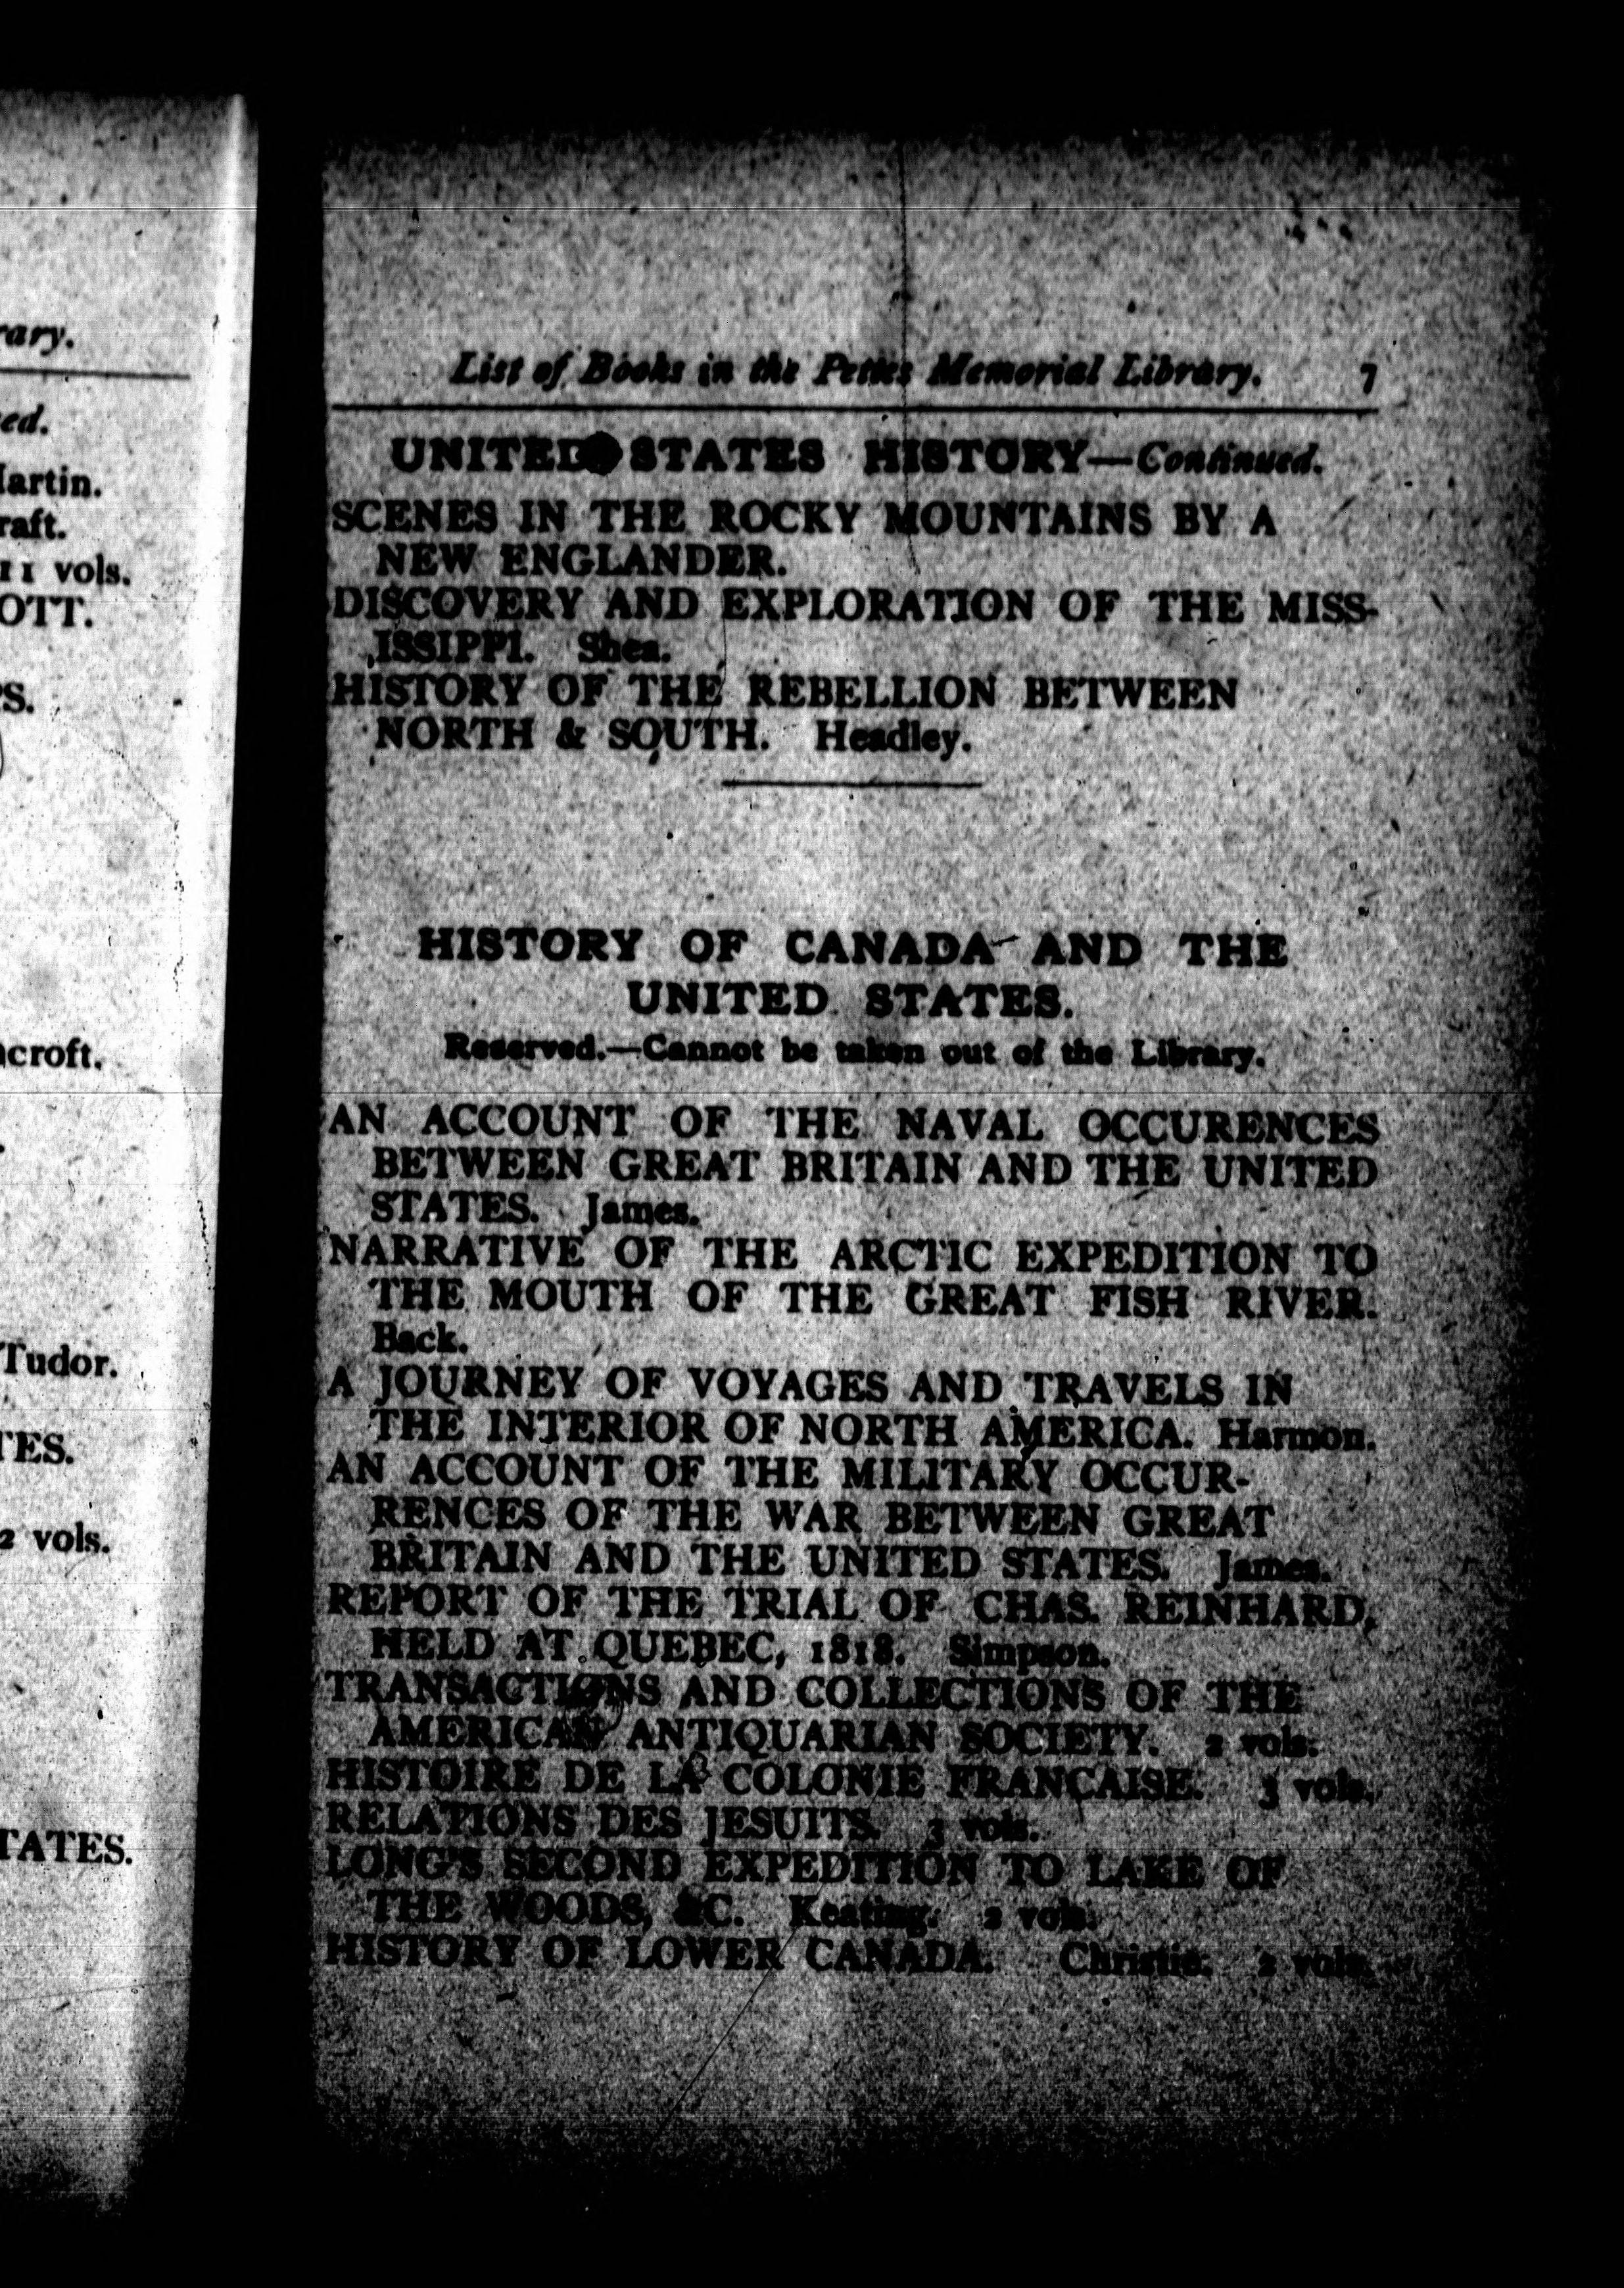 rary.
ed.
artin.
raft.
11 vols.
OTT.
S.
croft.
Tudor.
TES.
2 vols.
TATES.
List of Books in the Pettes Memorial Library. 7
UNITED STATES HISTORY—Continued.
SCENES IN THE ROCKY MOUNTAINS BY A
NEW ENGLANDER.
DISCOVERY AND EXPLORATION OF THE MISS-
ISSIPPI. Shea.
HISTORY OF THE REBELLION BETWEEN
NORTH & SOUTH. Headley.
HISTORY OF CANADA AND THE
UNITED STATES.
Reserved.—Cannot be taken out of the Library.
AN ACCOUNT OF THE NAVAL OCCURENCES
BETWEEN GREAT BRITAIN AND THE UNITED
STATES. James.
NARRATIVE OF THE ARCTIC EXPEDITION TO
THE MOUTH OF THE GREAT FISH RIVER.
Back.
A JOURNEY OF VOYAGES AND TRAVELS IN
THE INTERIOR OF NORTH AMERICA. Harmon.
AN ACCOUNT OF THE MILITARY OCCUR-
RENCES OF THE WAR BETWEEN GREAT
BRITAIN AND THE UNITED STATES. James.
REPORT OF THE TRIAL OF CHAS. REINHARD,
HELD AT QUEBEC, 1818. Simpson.
TRANSACTIONS AND COLLECTIONS OF THE
AMERICAN ANTIQUARIAN SOCIETY. 2 vols.
HISTOIRE DE LA COLONIE FRANCAISE. 3 vols.
RELATIONS DES JESUITS. 3 vols.
LONG'S SECOND EXPEDITION TO LAKE OF
THE WOODS, &C. Keating. 2 vols.
HISTORY OF LOWER CANADA. Christie. 2 vols.